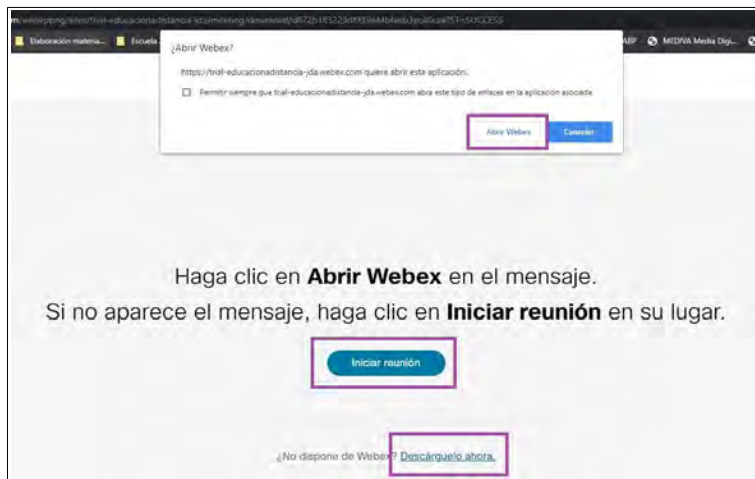 Elaboración materia... Escuela ABP MEDIVA Media Digi...
¿Abrir Webex?
https://trial-educacionadistancia-jda.webex.com quiere abrir esta aplicación.
Permitir siempre que trial-educacionadistancia-jda.webex.com abra este tipo de enlaces en la aplicación asociada
Abrir Webex Cancelar
Haga clic en Abrir Webex en el mensaje.
Si no aparece el mensaje, haga clic en Iniciar reunión en su lugar.
Iniciar reunión
¿No dispone de Webex? Descárguelo ahora.